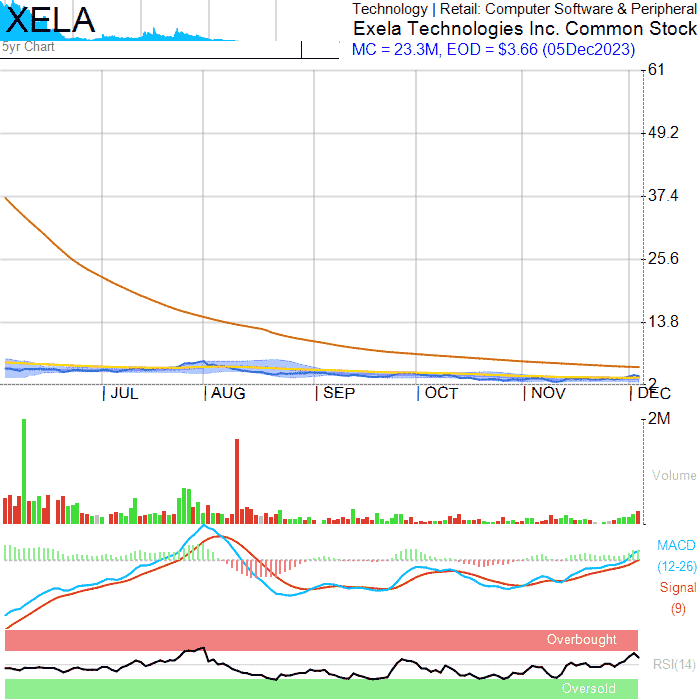 XELA
5yr Chart
Technology | Retail: Computer Software & Peripheral
Exela Technologies Inc. Common Stock
MC = 23.3M, EOD = $3.66 (05Dec2023)
61
49.2
37.4
25.6
13.8
2
JUL
AUG
SEP
OCT
NOV
DEC
2M
Volume
MACD
(12-26)
Signal
(9)
Overbought
RSI(14)
Oversold